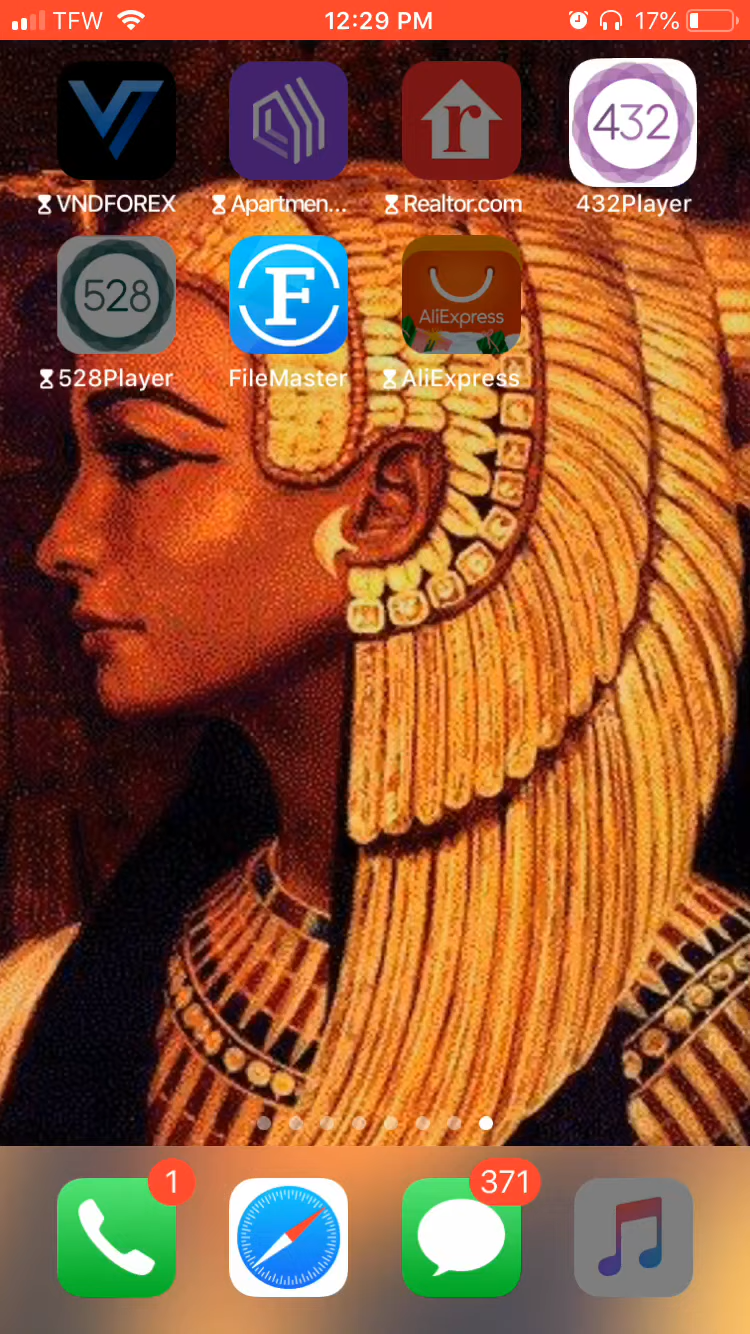 TFW 12:29 PM 17%
VNDFOREX Apartmen... Realtor.com 432Player
528Player FileMaster AliExpress
r
432
528
F
AliExpress
1
371